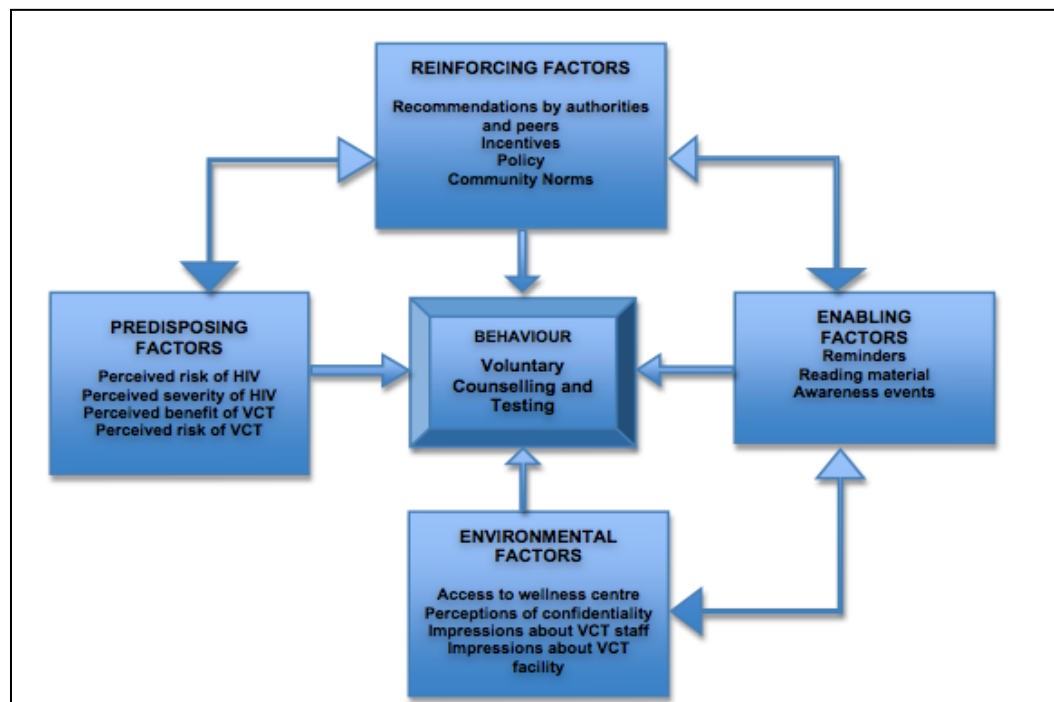 REINFORCING FACTORS
Recommendations by authorities
and peers
Incentives
Policy
Community Norms
PREDISPOSING
FACTORS
Perceived risk of HIV
Perceived severity of HIV
Perceived benefit of VCT
Perceived risk of VCT
BEHAVIOUR
Voluntary
Counselling and
Testing
ENABLING
FACTORS
Reminders
Reading material
Awareness events
ENVIRONMENTAL
FACTORS
Access to wellness centre
Perceptions of confidentiality
Impressions about VCT staff
Impressions about VCT
facility